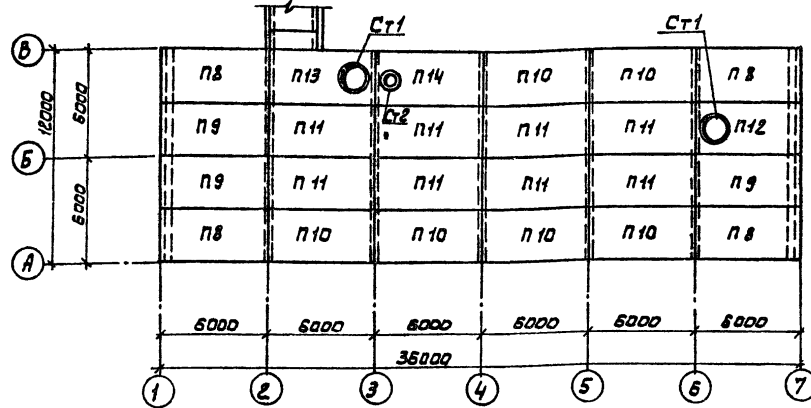 Ст1 Ст1
В П8 П13 П14 П10 П10 П8
Ст2
12000 6000 П9 П11 П11 П11 П11 П12
Б
6000 П9 П11 П11 П11 П11 П9
П8 П10 П10 П10 П10 П8
А
6000 6000 6000 6000 6000 6000
36000
1 2 3 4 5 6 7